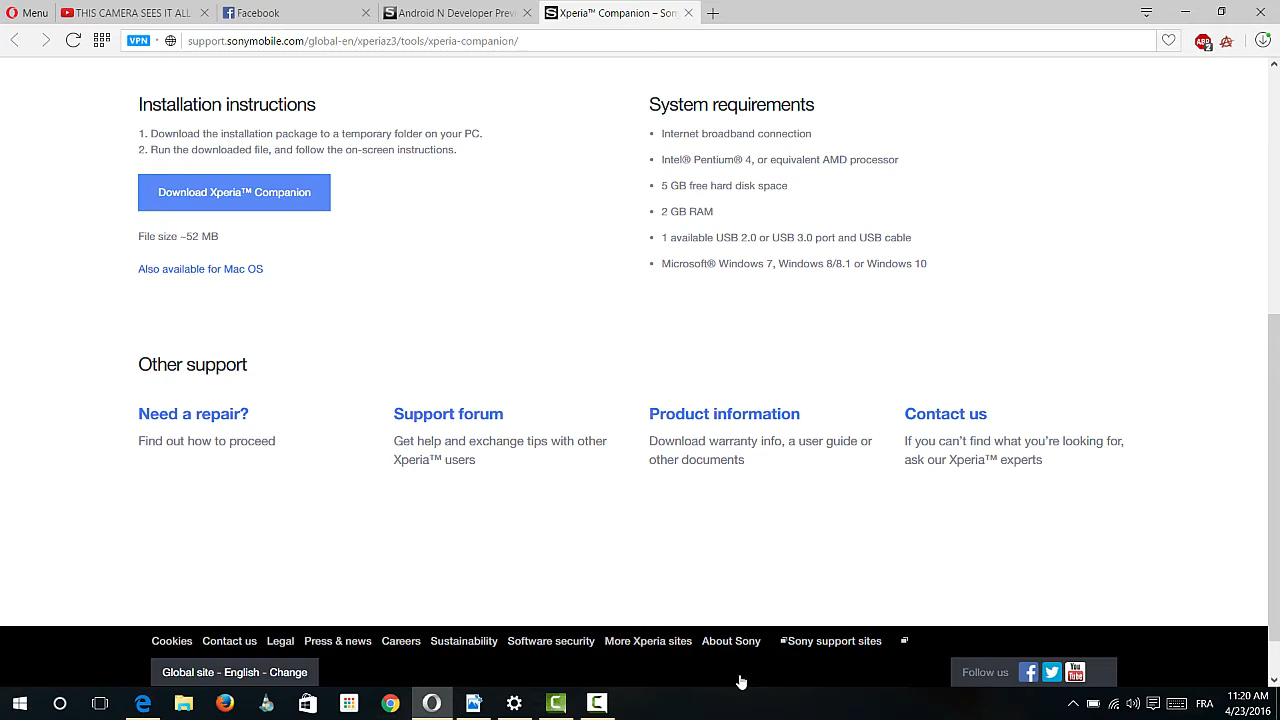 Menu
THIS CAMERA SEES IT ALL
Facebook
Android N Developer Previ
Xperia™ Companion – Son
VPN
support.sonymobile.com/global-en/xperiaz3/tools/xperia-companion/
ABP
2
Installation instructions
1. Download the installation package to a temporary folder on your PC.
2. Run the downloaded file, and follow the on-screen instructions.
Download Xperia™ Companion
File size ~52 MB
Also available for Mac OS
System requirements
• Internet broadband connection
• Intel® Pentium® 4, or equivalent AMD processor
• 5 GB free hard disk space
• 2 GB RAM
• 1 available USB 2.0 or USB 3.0 port and USB cable
• Microsoft® Windows 7, Windows 8/8.1 or Windows 10
Other support
Need a repair?
Find out how to proceed
Support forum
Get help and exchange tips with other
Xperia™ users
Product information
Download warranty info, a user guide or
other documents
Contact us
If you can't find what you're looking for,
ask our Xperia™ experts
Cookies Contact us Legal Press & news Careers Sustainability Software security More Xperia sites About Sony Sony support sites
Global site - English - Change
Follow us
You
Tube
FRA
11:20 AM
4/23/2016